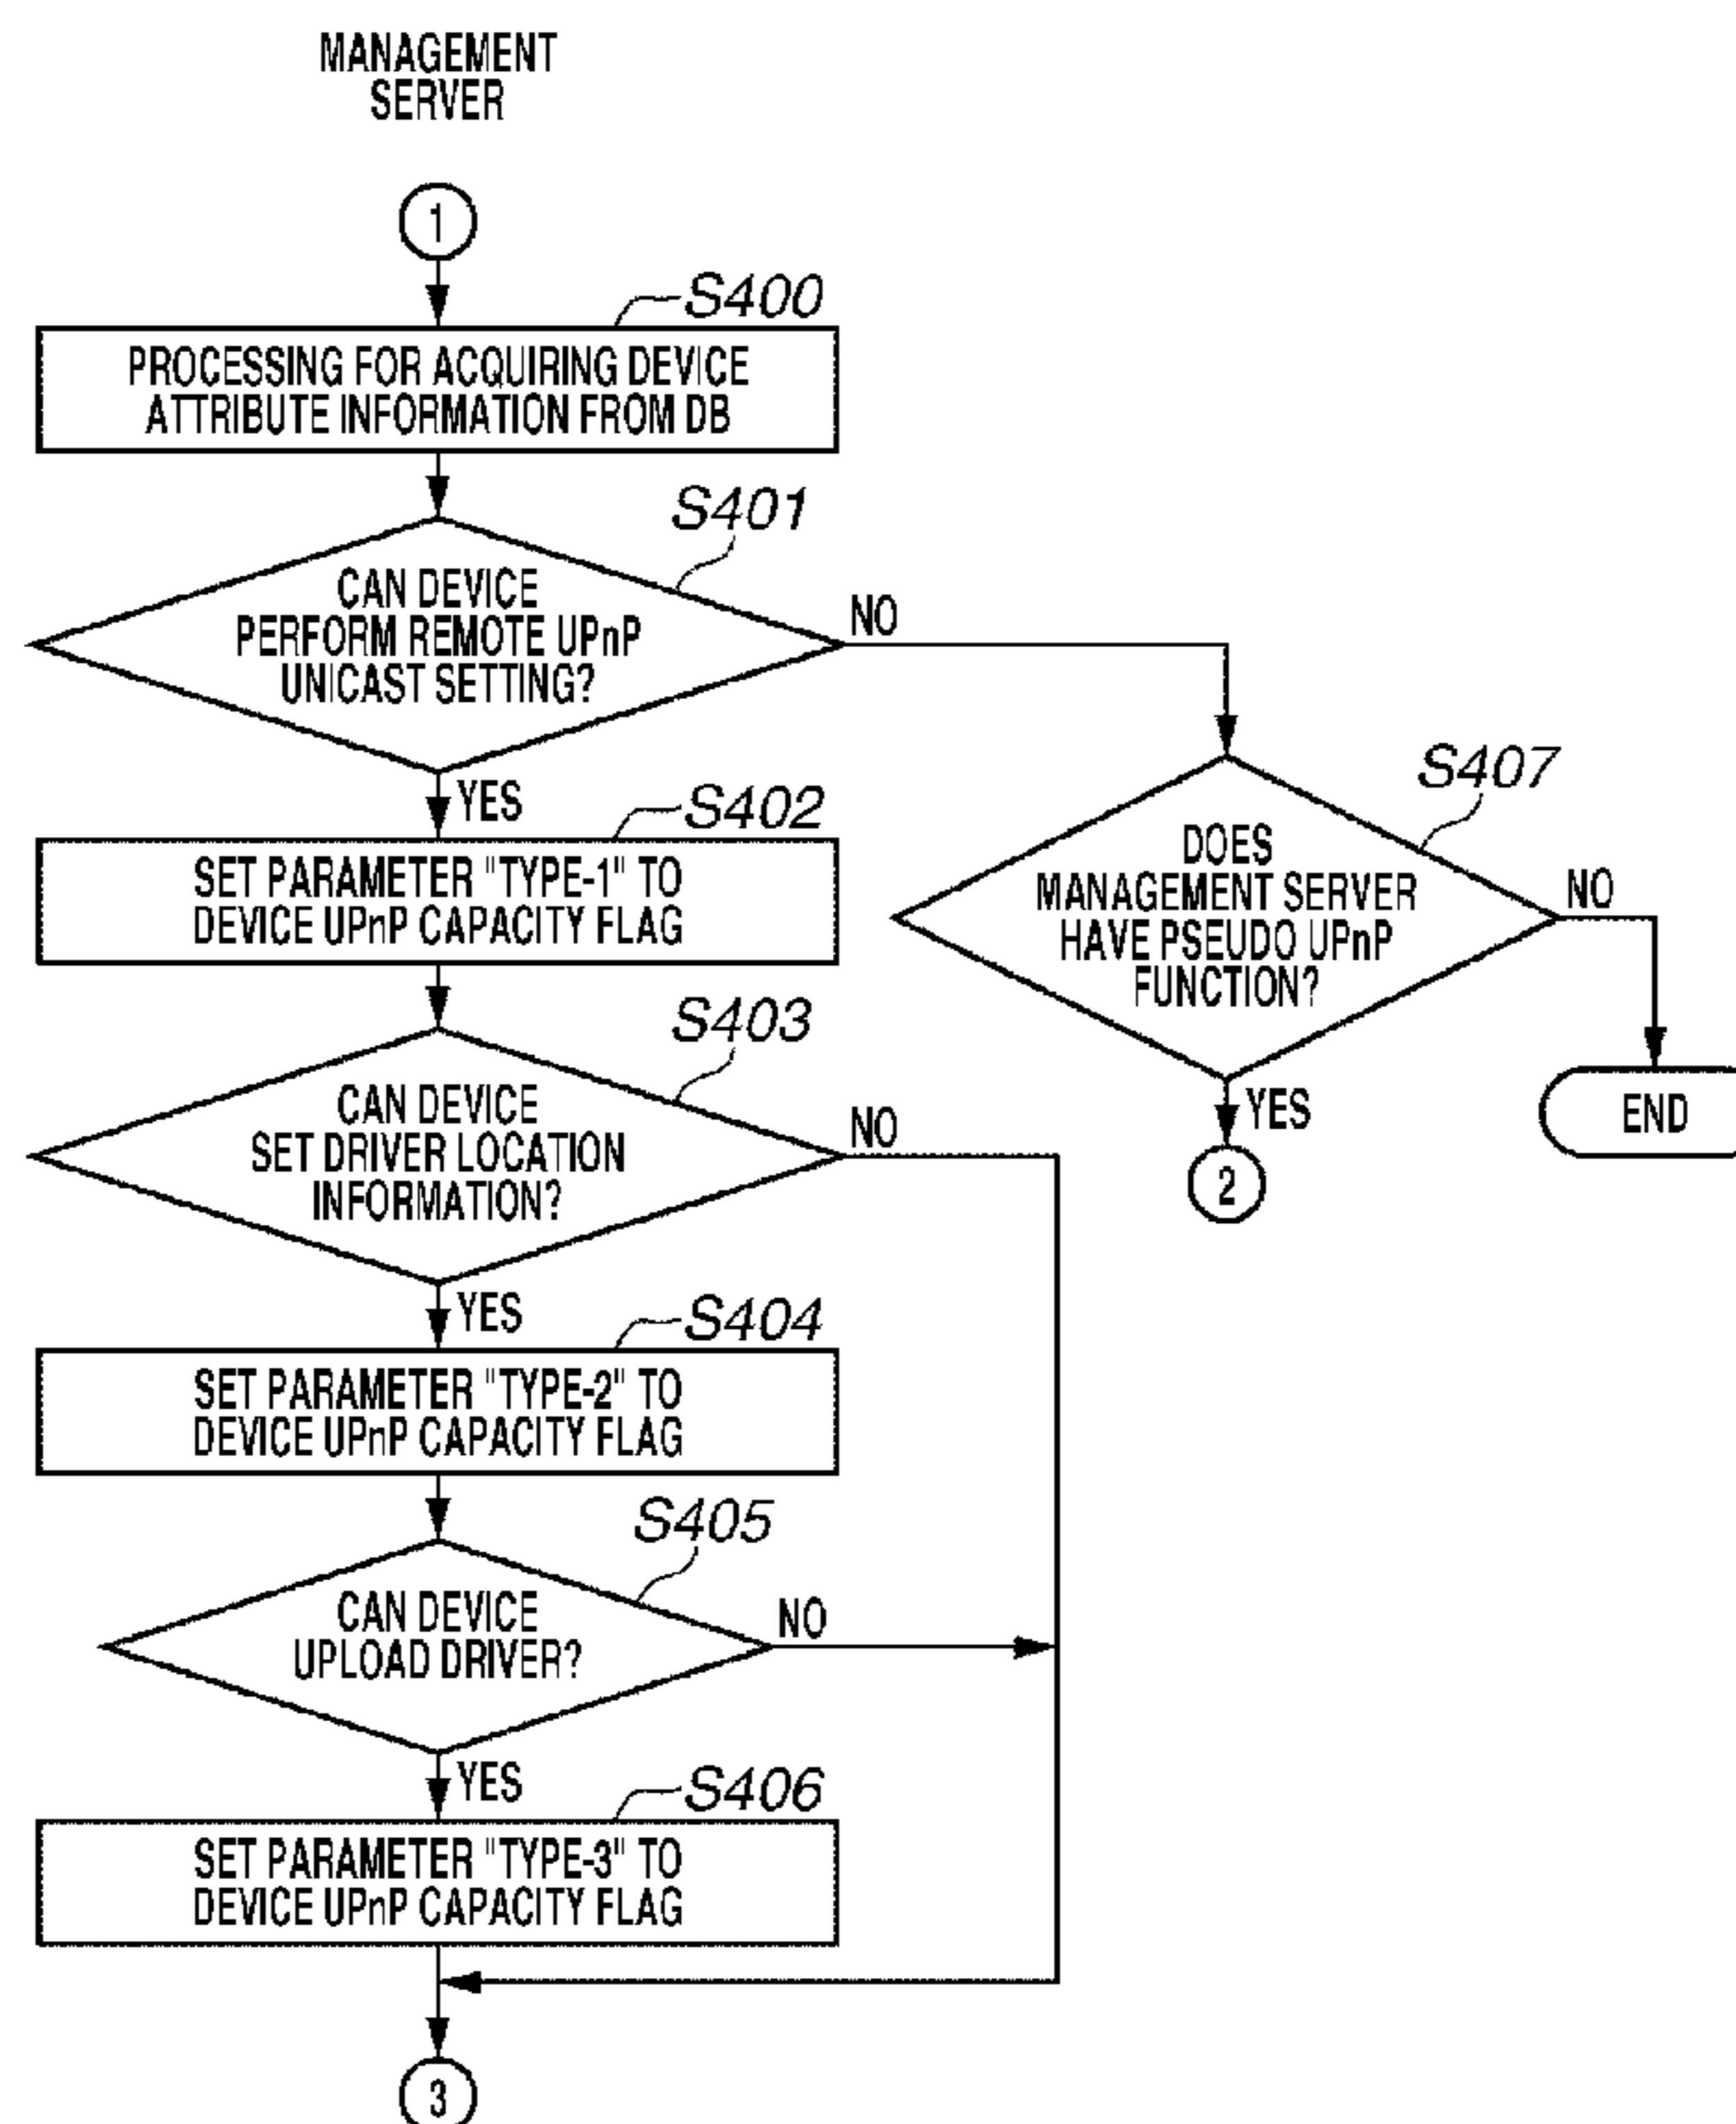 MANAGEMENT
SERVER
1
S400
PROCESSING FOR ACQUIRING DEVICE
ATTRIBUTE INFORMATION FROM DB
S401
CAN DEVICE
PERFORM REMOTE UPnP
UNICAST SETTING?
NO
YES
S402
SET PARAMETER "TYPE-1" TO
DEVICE UPnP CAPACITY FLAG
S407
DOES
MANAGEMENT SERVER
HAVE PSEUDO UPnP
FUNCTION?
NO
YES
END
2
S403
CAN DEVICE
SET DRIVER LOCATION
INFORMATION?
NO
YES
S404
SET PARAMETER "TYPE-2" TO
DEVICE UPnP CAPACITY FLAG
S405
CAN DEVICE
UPLOAD DRIVER?
NO
YES
S406
SET PARAMETER "TYPE-3" TO
DEVICE UPnP CAPACITY FLAG
3